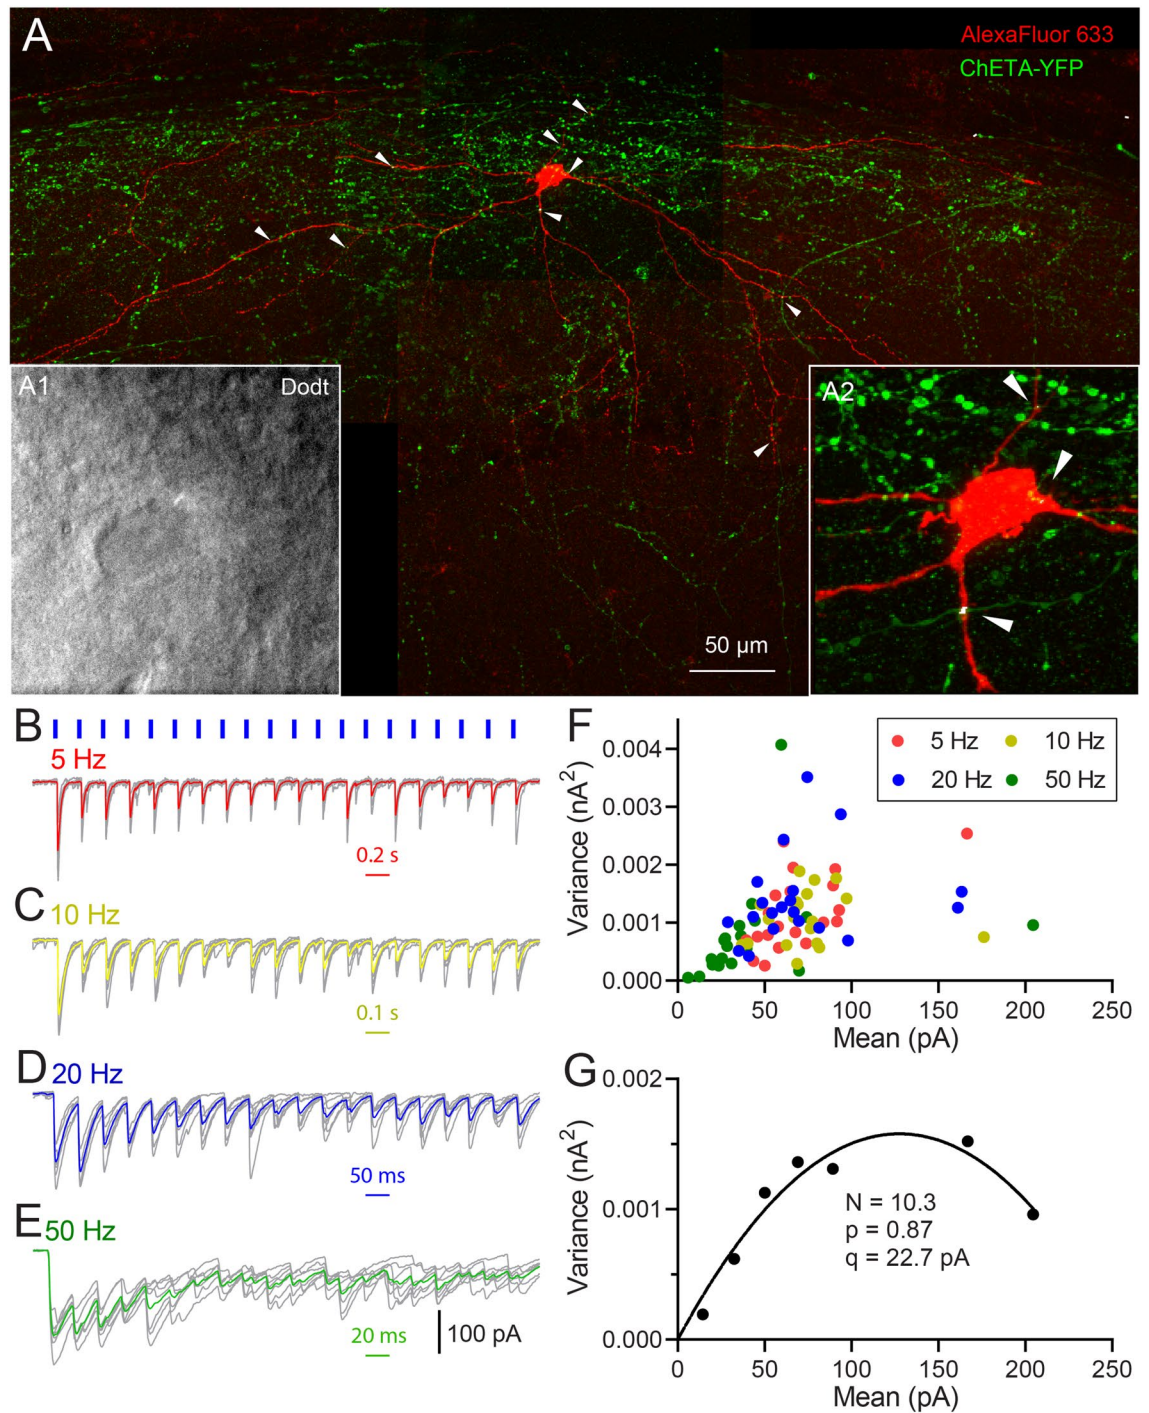 A
AlexaFluor 633
ChETA-YFP
A1
Dodt
A2
50 µm
B
5 Hz
0.2 s
C
10 Hz
0.1 s
D
20 Hz
50 ms
E
50 Hz
20 ms
100 pA
F
5 Hz
10 Hz
20 Hz
50 Hz
Variance (nA²)
0.004
0.003
0.002
0.001
0.000
0
50
100
150
200
250
Mean (pA)
G
Variance (nA²)
0.002
0.001
0.000
N = 10.3
p = 0.87
q = 22.7 pA
0
50
100
150
200
250
Mean (pA)